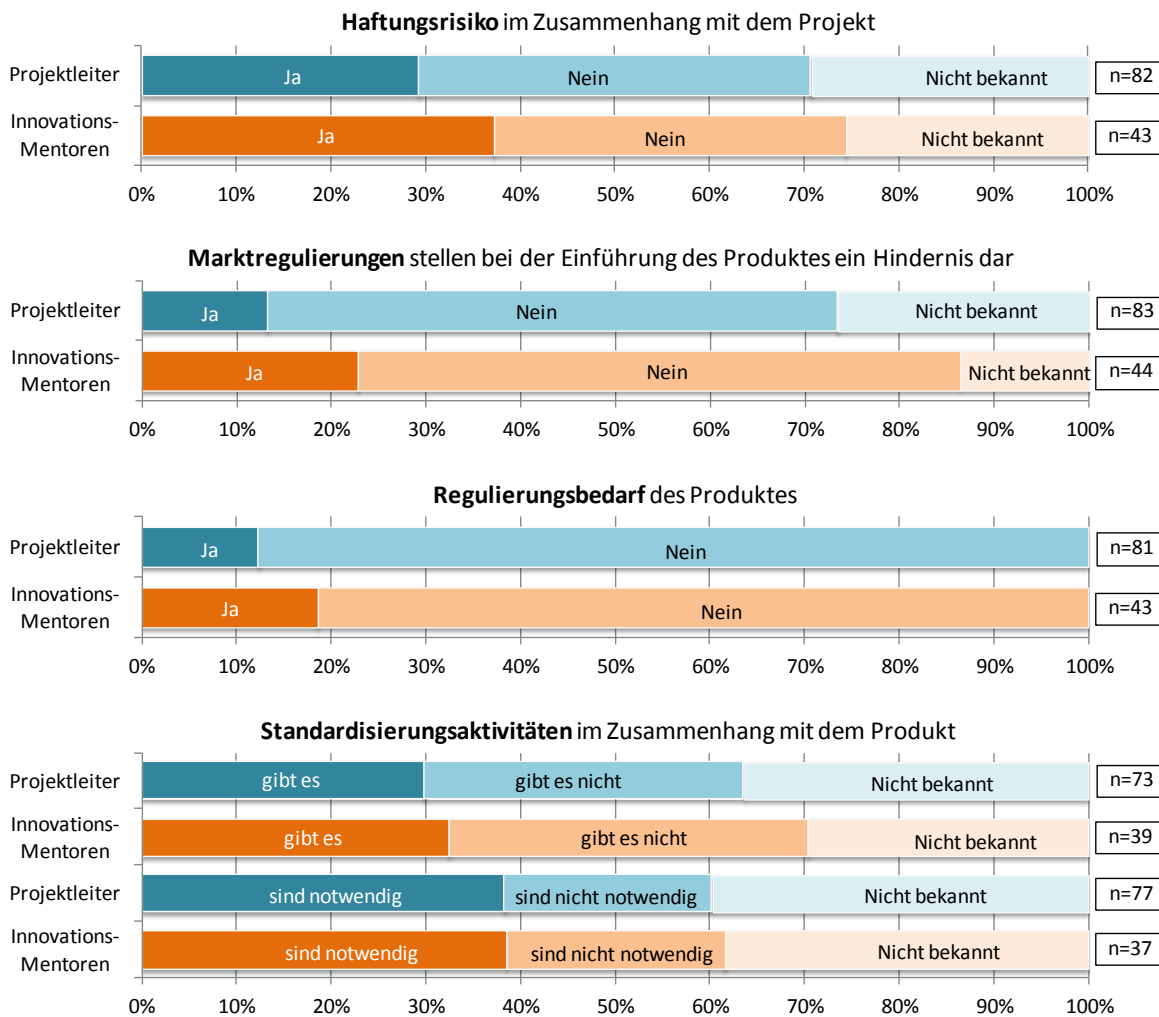 Haftungsrisiko im Zusammenhang mit dem Projekt
Projektleiter Ja Nein Nicht bekannt n=82
Innovations-
Mentoren Ja Nein Nicht bekannt n=43
0% 10% 20% 30% 40% 50% 60% 70% 80% 90% 100%
Marktregulierungen stellen bei der Einführung des Produktes ein Hindernis dar
Projektleiter Ja Nein Nicht bekannt n=83
Innovations-
Mentoren Ja Nein Nicht bekannt n=44
0% 10% 20% 30% 40% 50% 60% 70% 80% 90% 100%
Regulierungsbedarf des Produktes
Projektleiter Ja Nein n=81
Innovations-
Mentoren Ja Nein n=43
0% 10% 20% 30% 40% 50% 60% 70% 80% 90% 100%
Standardisierungsaktivitäten im Zusammenhang mit dem Produkt
Projektleiter gibt es gibt es nicht Nicht bekannt n=73
Innovations-
Mentoren gibt es gibt es nicht Nicht bekannt n=39
Projektleiter sind notwendig sind nicht notwendig Nicht bekannt n=77
Innovations-
Mentoren sind notwendig sind nicht notwendig Nicht bekannt n=37
0% 10% 20% 30% 40% 50% 60% 70% 80% 90% 100%